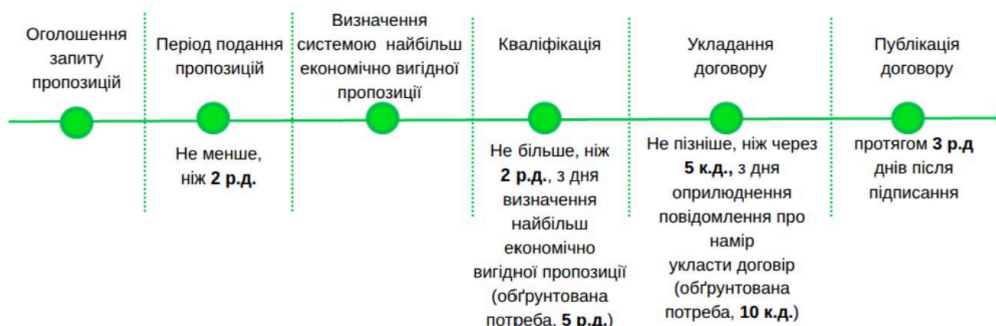 Оголошення
запиту
пропозицій
Період подання
пропозицій
Не менше,
ніж 2 р.д.
Визначення
системою найбільш
економічно вигідної
пропозиції
Кваліфікація
Не більше, ніж
2 р.д., з дня
визначення
найбільш
економічно
вигідної пропозиції
(обґрунтована
потреба, 5 р.д.)
Укладання
договору
Не пізніше, ніж через
5 к.д., з дня
оприлюднення
повідомлення про
намір
укласти договір
(обґрунтована
потреба, 10 к.д.)
Публікація
договору
протягом 3 р.д
днів після
підписання